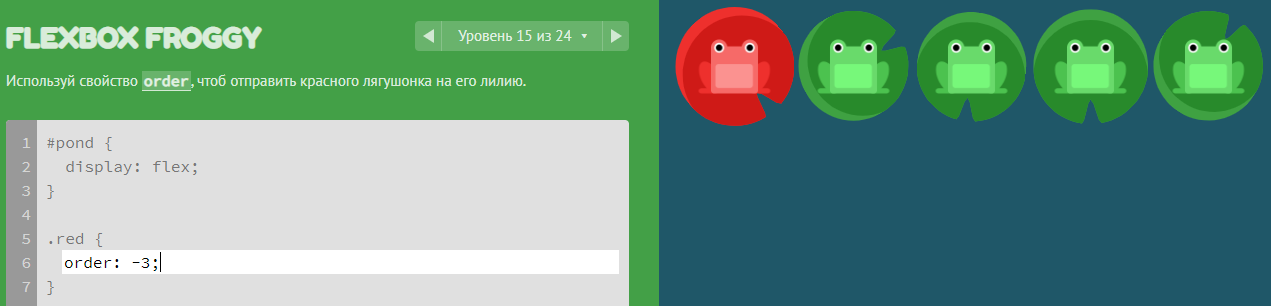 FLEXBOX FROGGY
Уровень 15 из 24
Используй свойство order, чтоб отправить красного лягушонка на его лилию.
1 #pond {
2 display: flex;
3 }
4
5 .red {
6 order: -3;
7 }